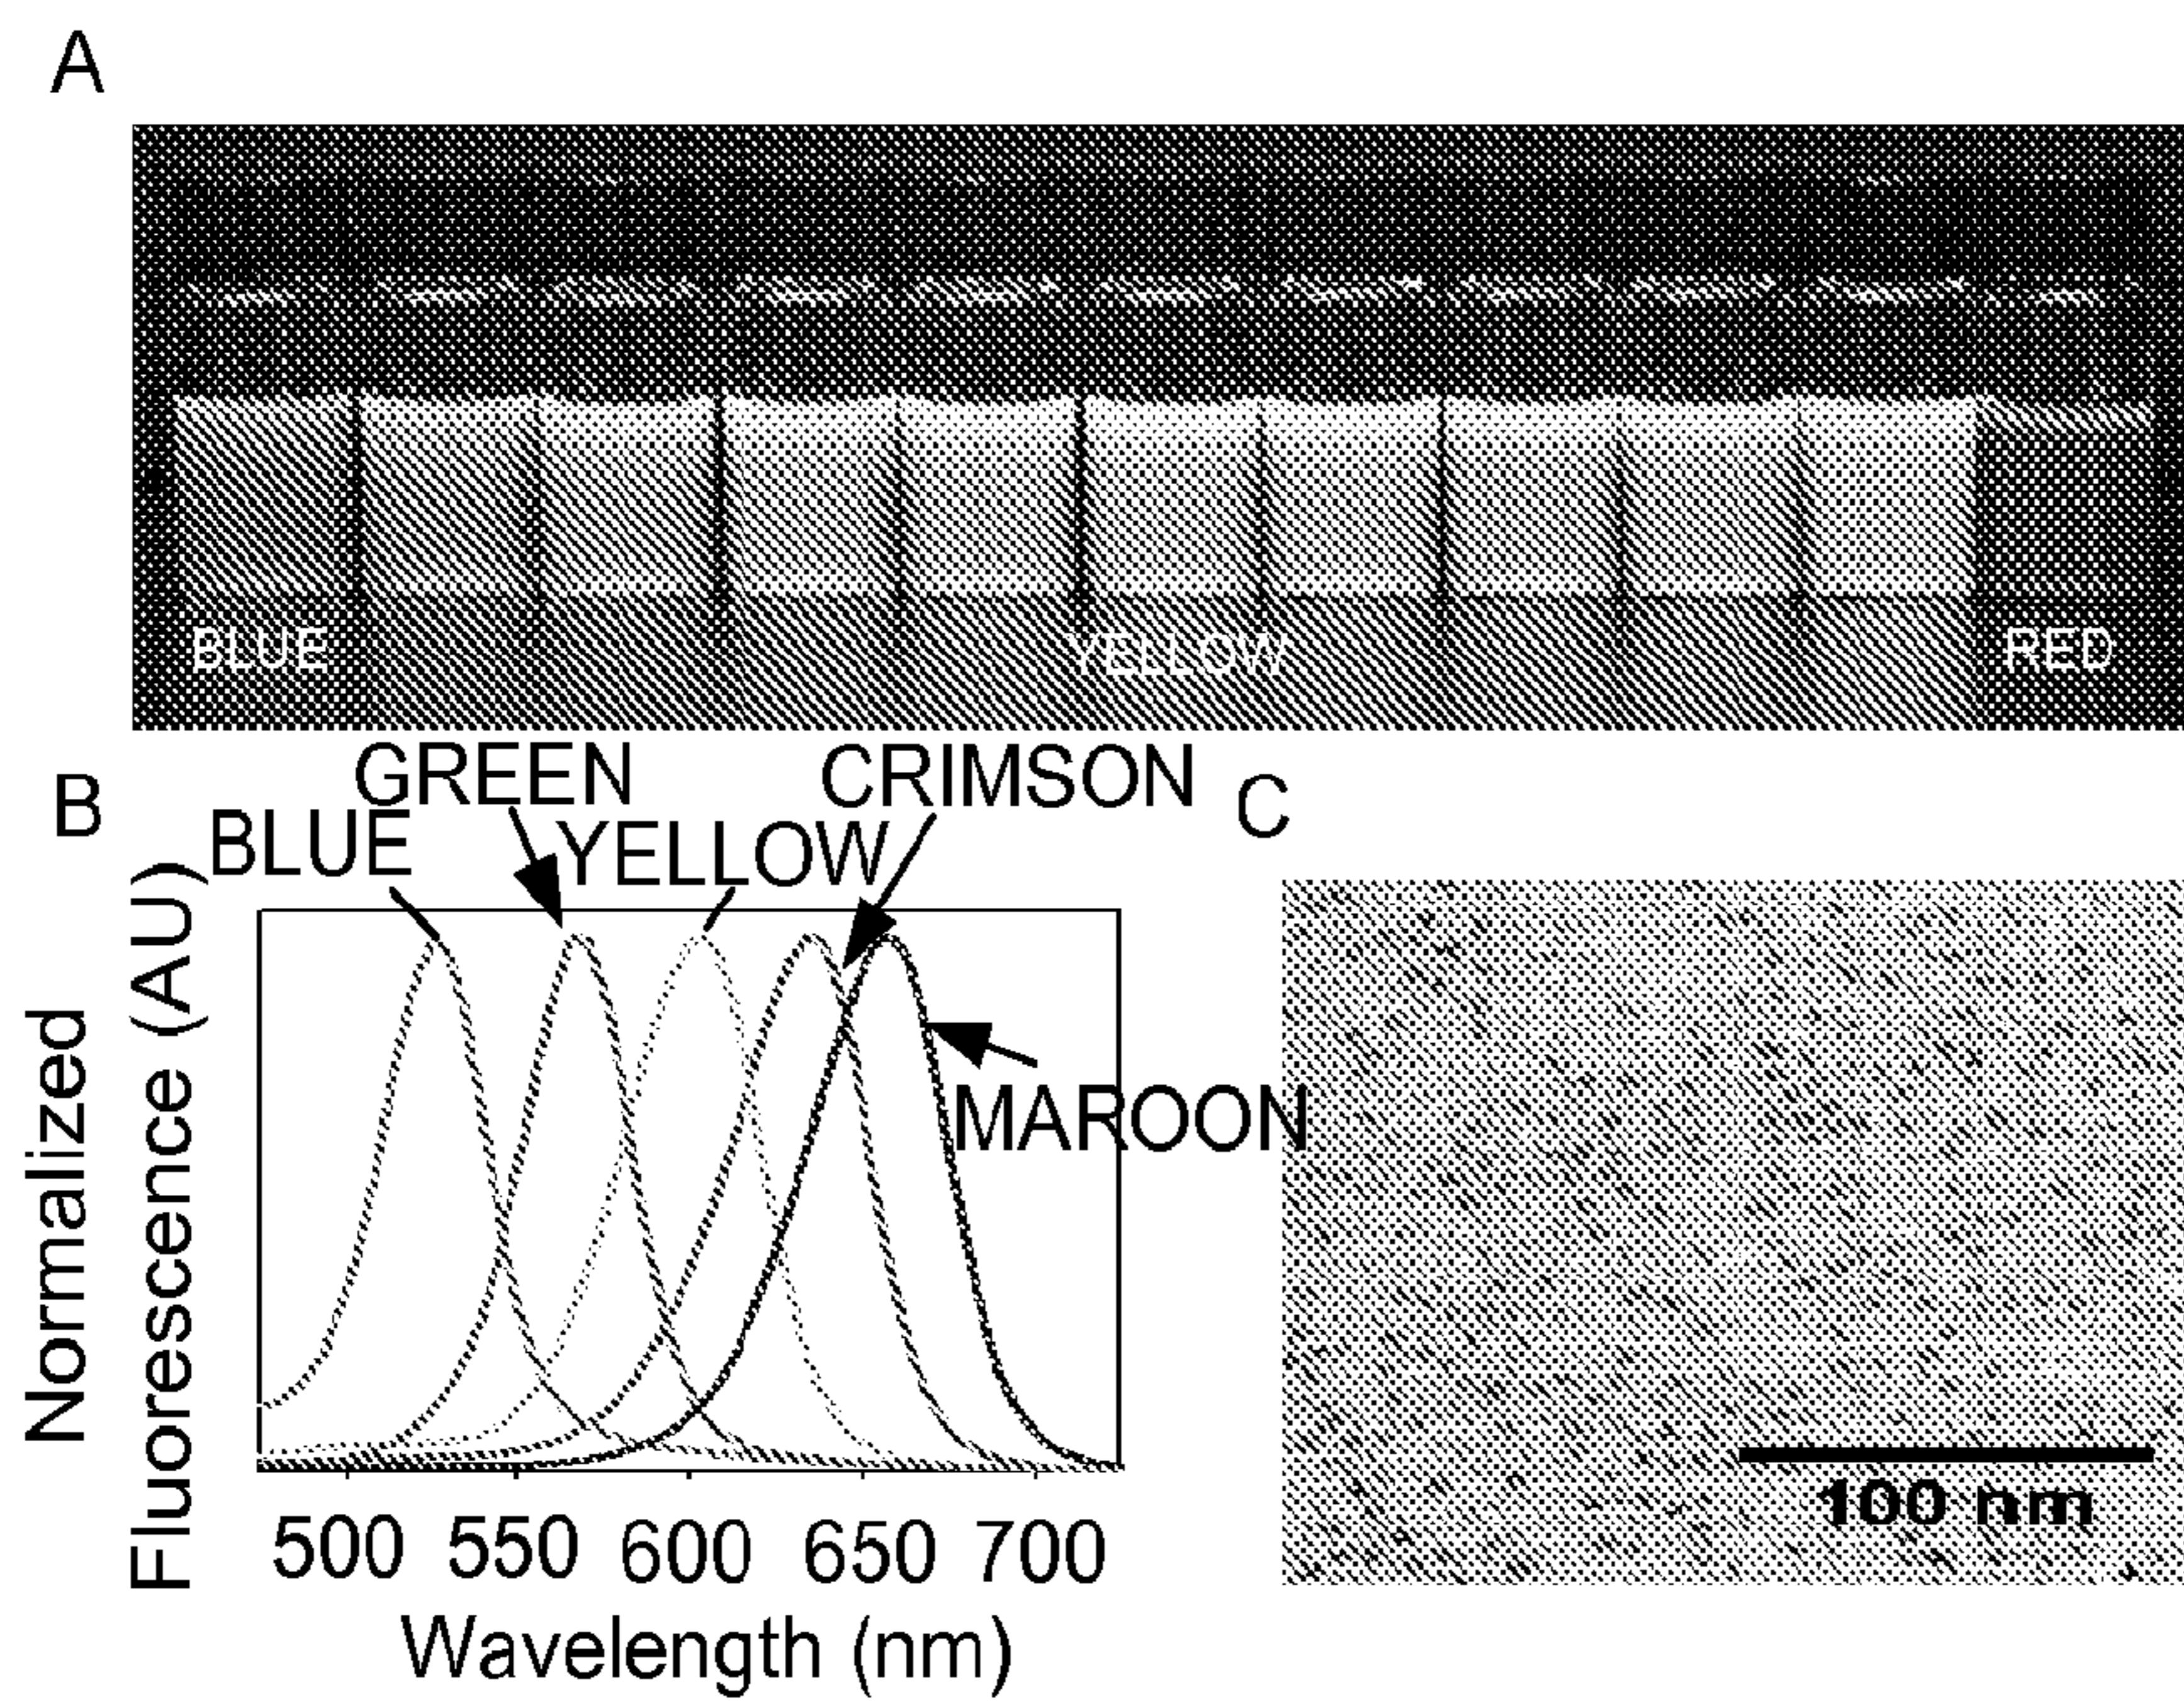 A
BLUE YELLOW RED
B
GREEN
CRIMSON
C
BLUE
YELLOW
MAROON
Normalized
Fluorescence (AU)
500 550 600 650 700
Wavelength (nm)
100 nm